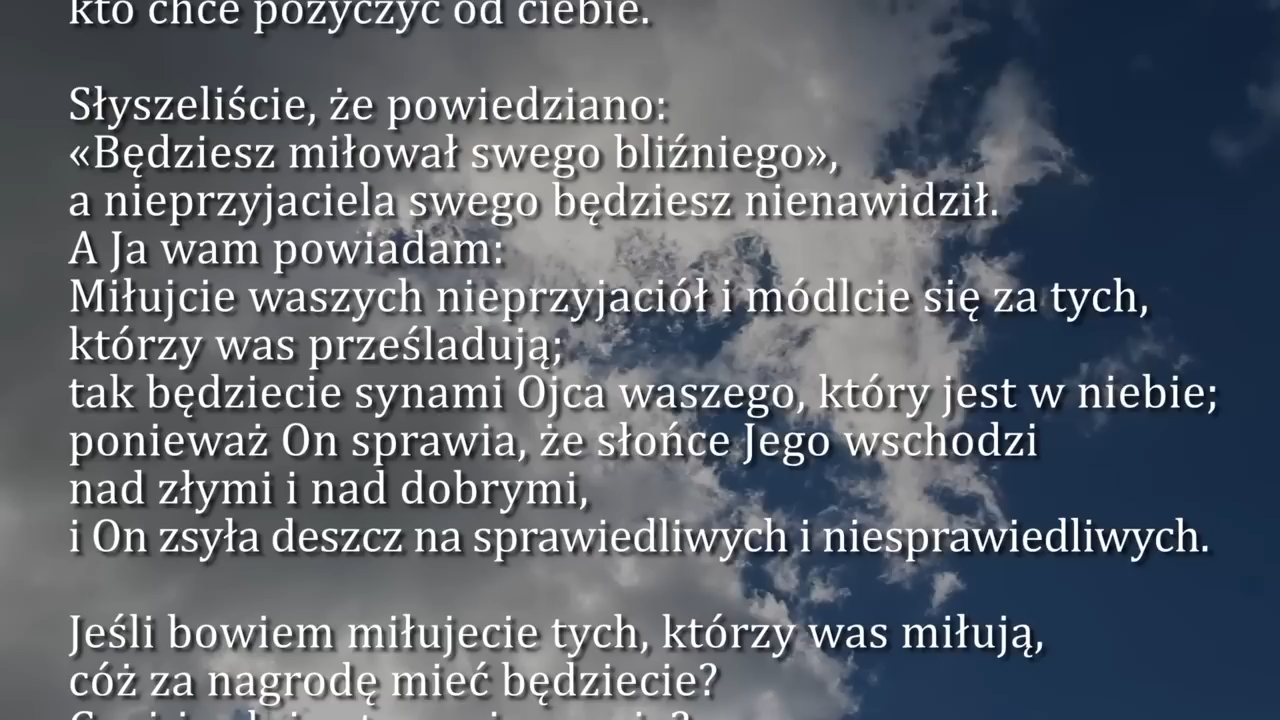 kto chce pożyczyć od ciebie.
Słyszeliście, że powiedziano:
«Będziesz miłował swego bliźniego»,
a nieprzyjaciela swego będziesz nienawidził.
A Ja wam powiadam:
Miłujcie waszych nieprzyjaciół i módlcie się za tych,
którzy was prześladują;
tak będziecie synami Ojca waszego, który jest w niebie;
ponieważ On sprawia, że słońce Jego wschodzi
nad złymi i nad dobrymi,
i On zsyła deszcz na sprawiedliwych i niesprawiedliwych.
Jeśli bowiem miłujecie tych, którzy was miłują,
cóż za nagrodę mieć będziecie?